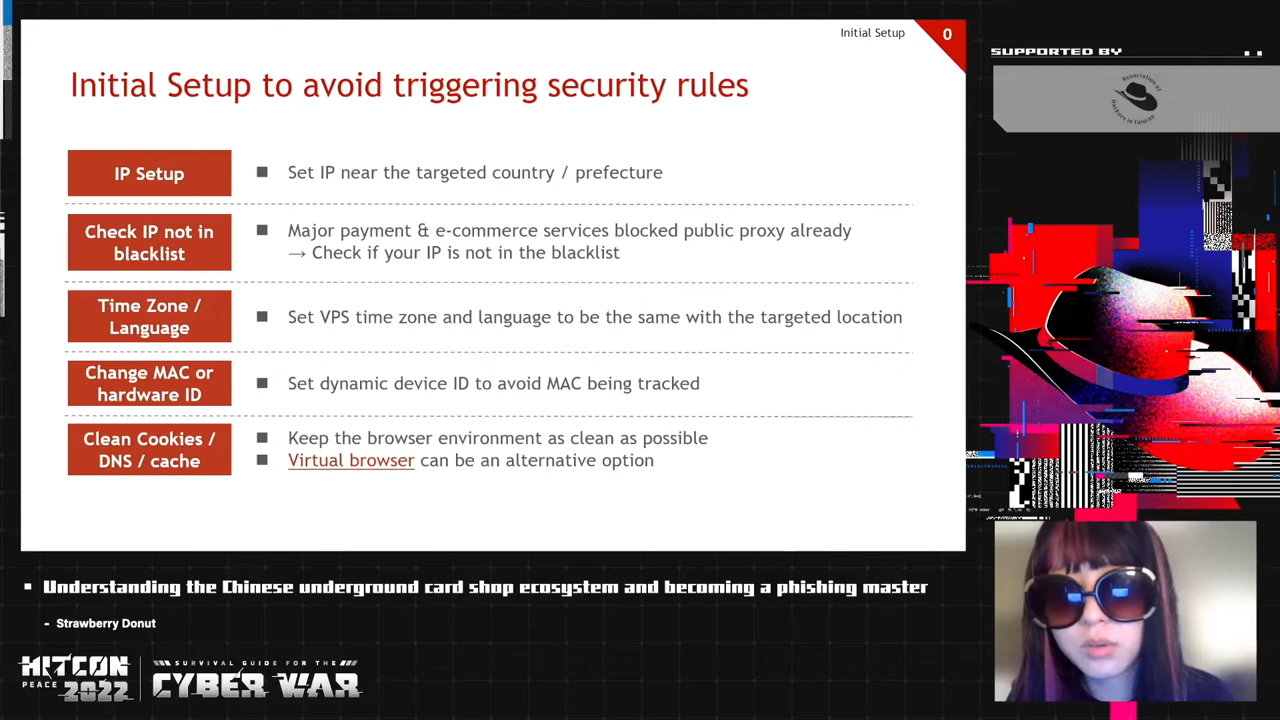 Initial Setup
0
SUPPORTED BY
Association of
Hackers in Taiwan
Initial Setup to avoid triggering security rules
IP Setup
■ Set IP near the targeted country / prefecture
Check IP not in
blacklist
■ Major payment & e-commerce services blocked public proxy already
→ Check if your IP is not in the blacklist
Time Zone /
Language
■ Set VPS time zone and language to be the same with the targeted location
Change MAC or
hardware ID
■ Set dynamic device ID to avoid MAC being tracked
Clean Cookies /
DNS / cache
■ Keep the browser environment as clean as possible
■ Virtual browser can be an alternative option
▪ Understanding the Chinese underground card shop ecosystem and becoming a phishing master
- Strawberry Donut
HITCON
PEACE 2022
SURVIVAL GUIDE FOR THE
CYBER WAR